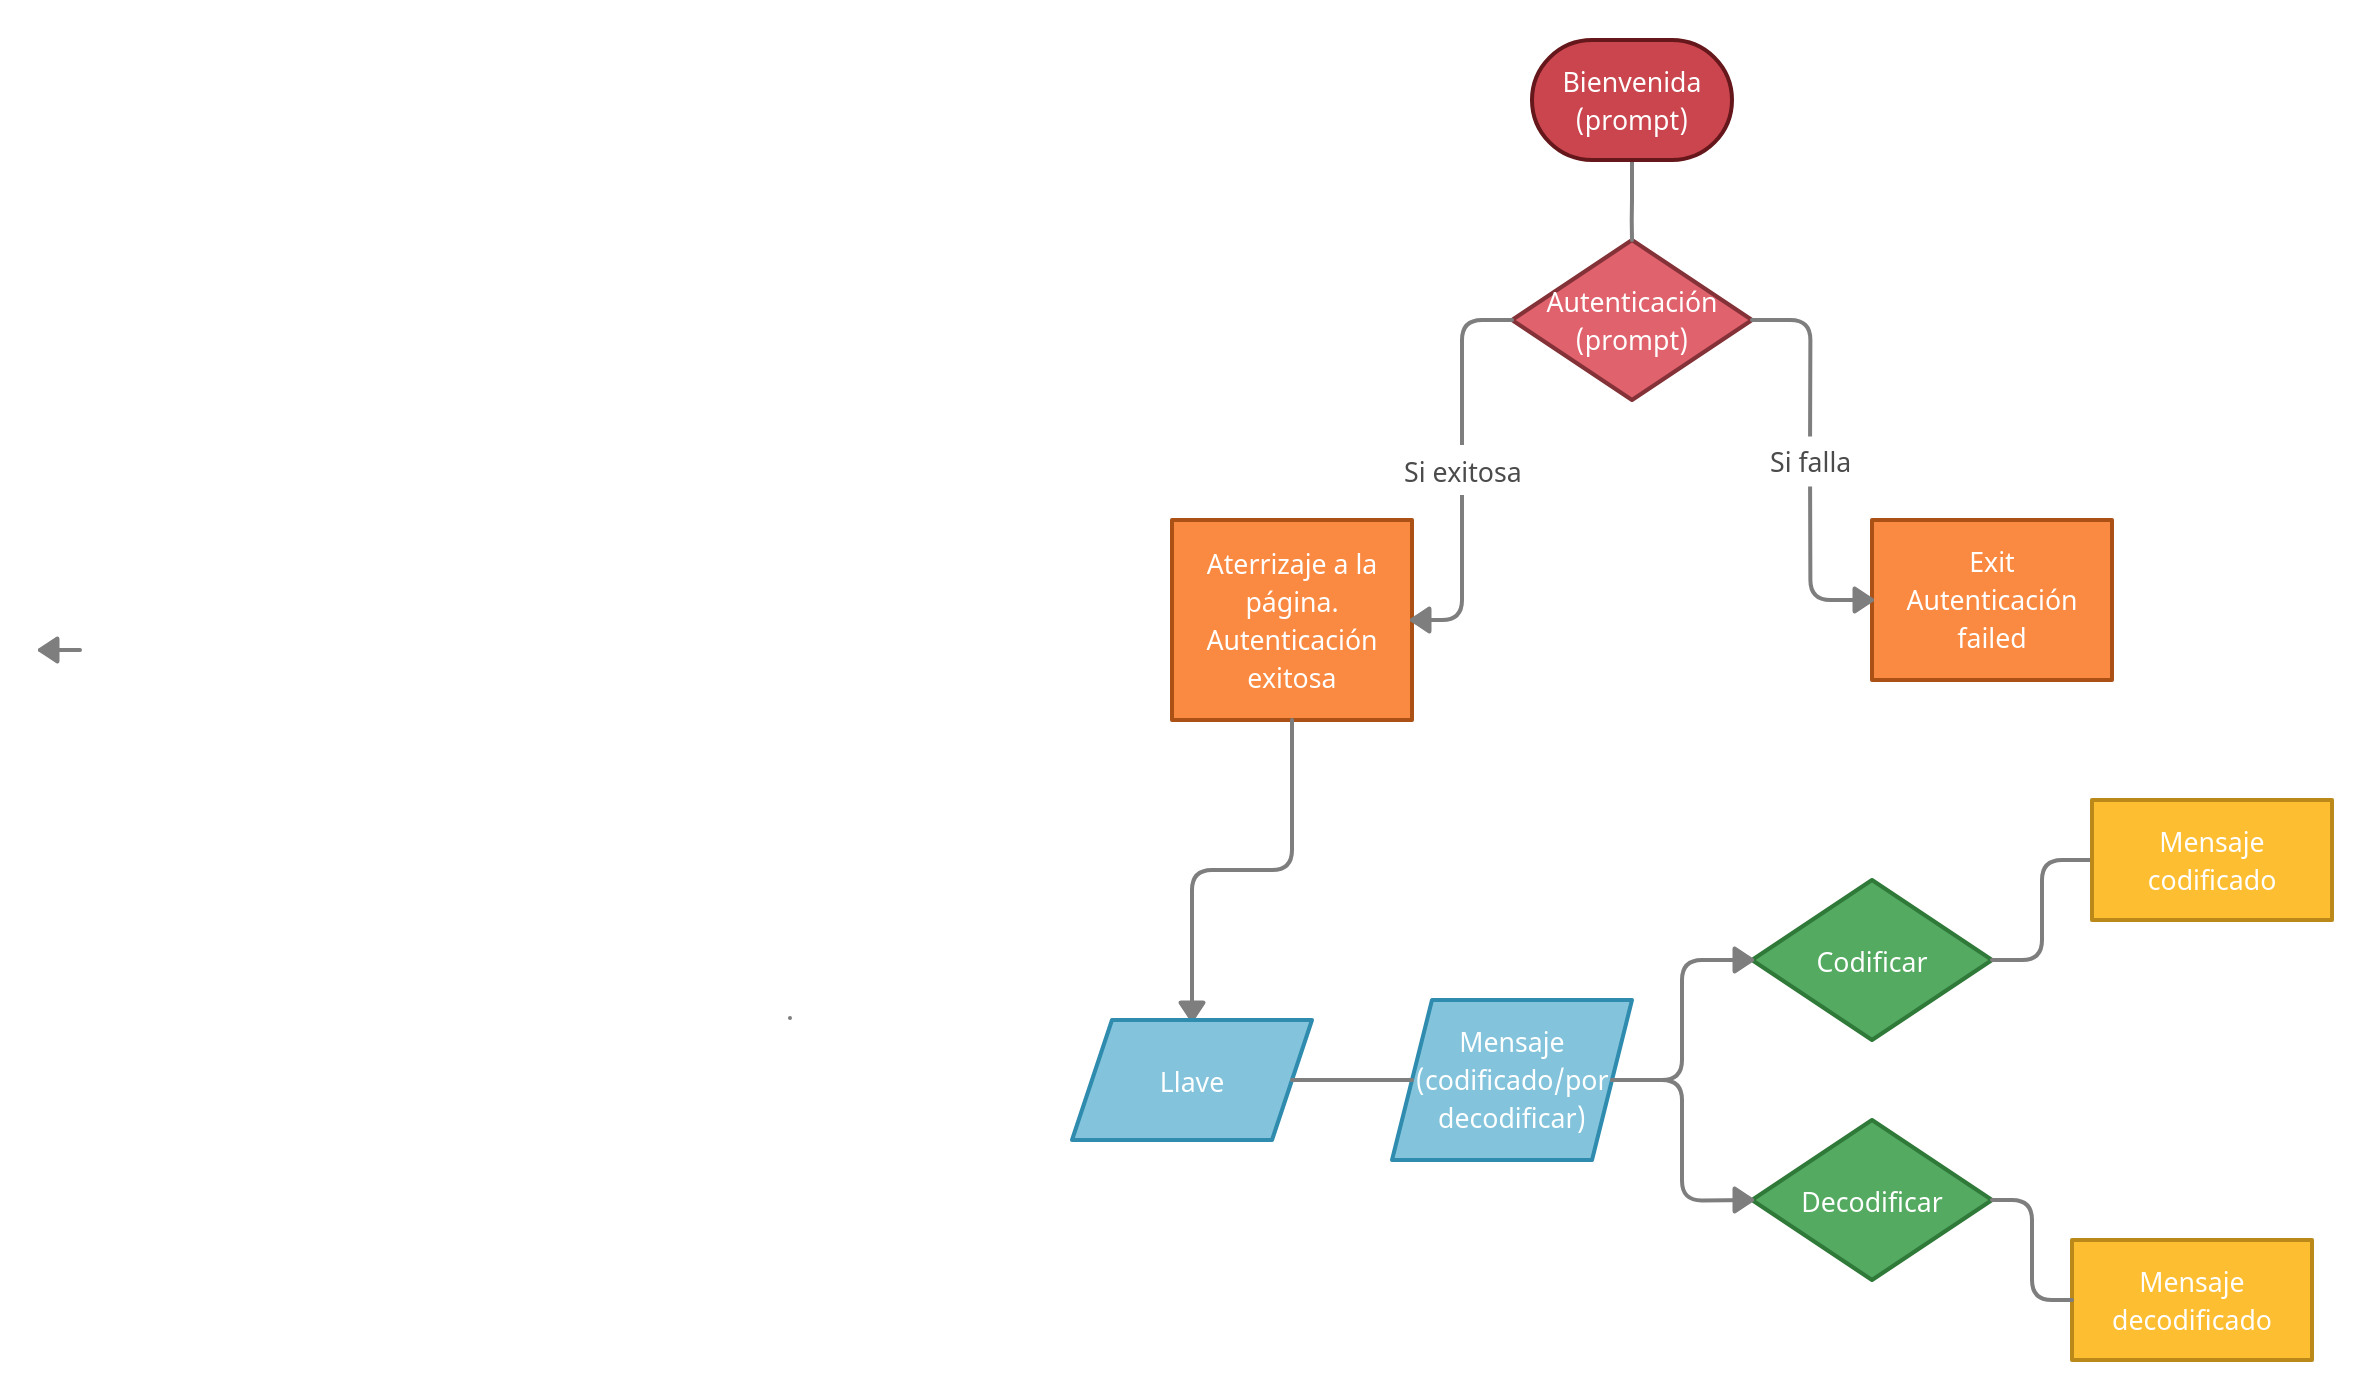 Bienvenida
(prompt)
Autenticación
(prompt)
Si exitosa
Si falla
Aterrizaje a la
página.
Autenticación
exitosa
Exit
Autenticación
failed
Mensaje
codificado
Codificar
Llave
Mensaje
(codificado/por
decodificar)
Decodificar
Mensaje
decodificado